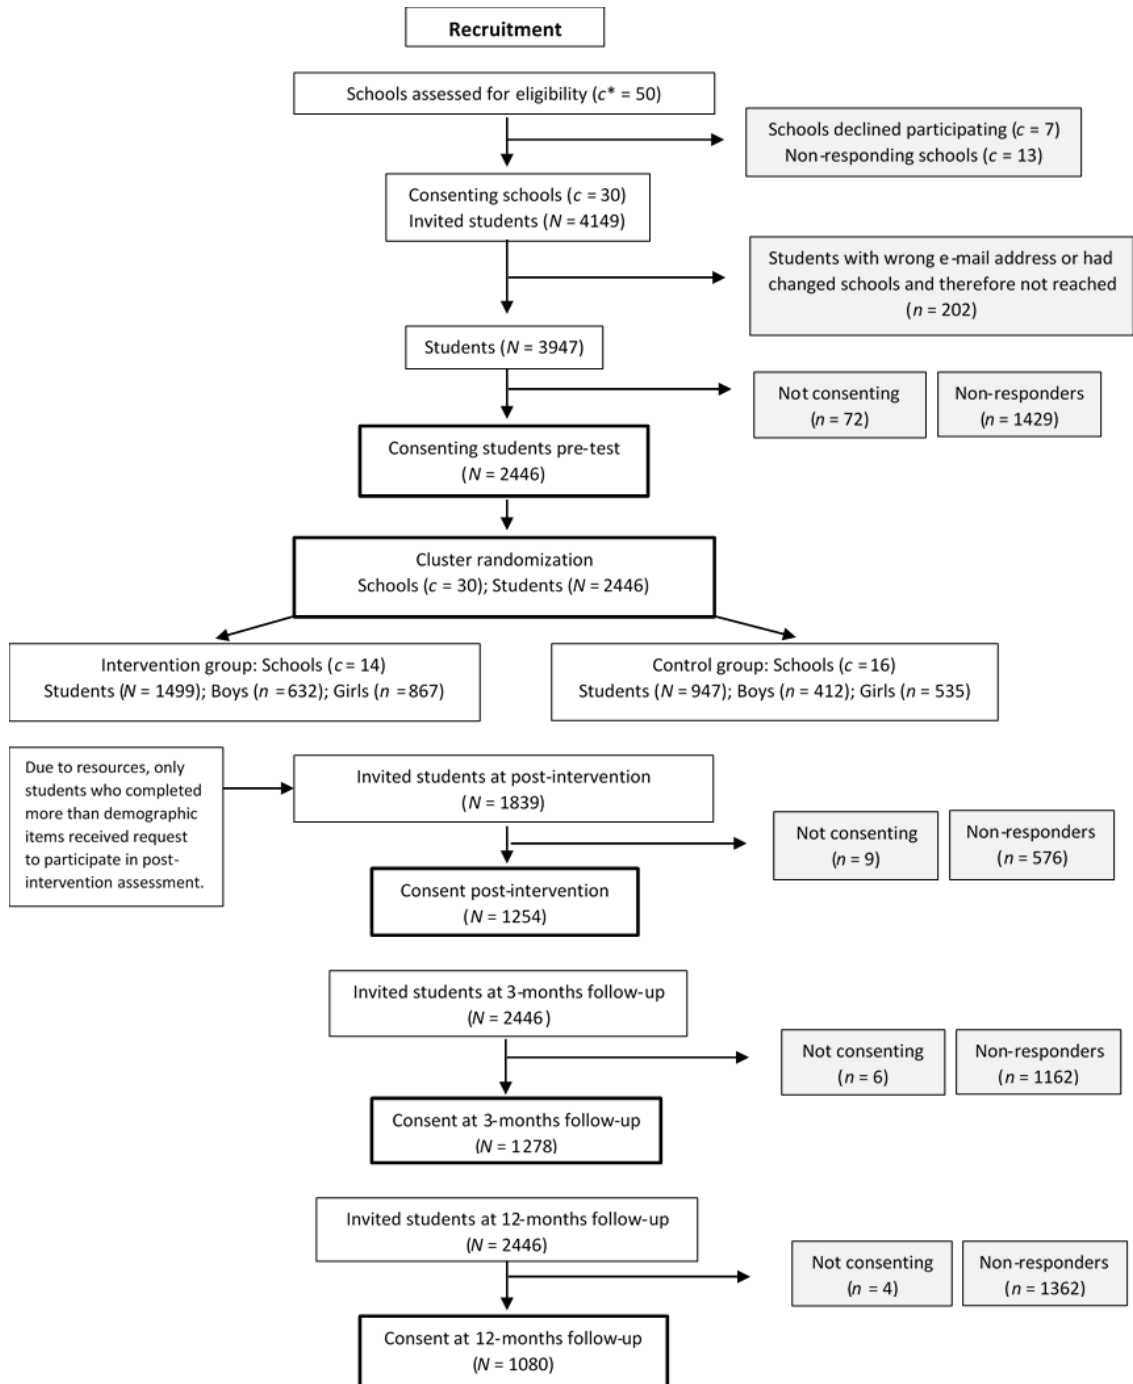 Recruitment
Schools assessed for eligibility (c* = 50)
Schools declined participating (c = 7)
Non-responding schools (c = 13)
Consenting schools (c = 30)
Invited students (N = 4149)
Students with wrong e-mail address or had
changed schools and therefore not reached
(n = 202)
Students (N = 3947)
Not consenting
(n = 72)
Non-responders
(n = 1429)
Consenting students pre-test
(N = 2446)
Cluster randomization
Schools (c = 30); Students (N = 2446)
Intervention group: Schools (c = 14)
Students (N = 1499); Boys (n = 632); Girls (n = 867)
Control group: Schools (c = 16)
Students (N = 947); Boys (n = 412); Girls (n = 535)
Due to resources, only
students who completed
more than demographic
items received request
to participate in post-
intervention assessment.
Invited students at post-intervention
(N = 1839)
Not consenting
(n = 9)
Non-responders
(n = 576)
Consent post-intervention
(N = 1254)
Invited students at 3-months follow-up
(N = 2446)
Not consenting
(n = 6)
Non-responders
(n = 1162)
Consent at 3-months follow-up
(N = 1278)
Invited students at 12-months follow-up
(N = 2446)
Not consenting
(n = 4)
Non-responders
(n = 1362)
Consent at 12-months follow-up
(N = 1080)